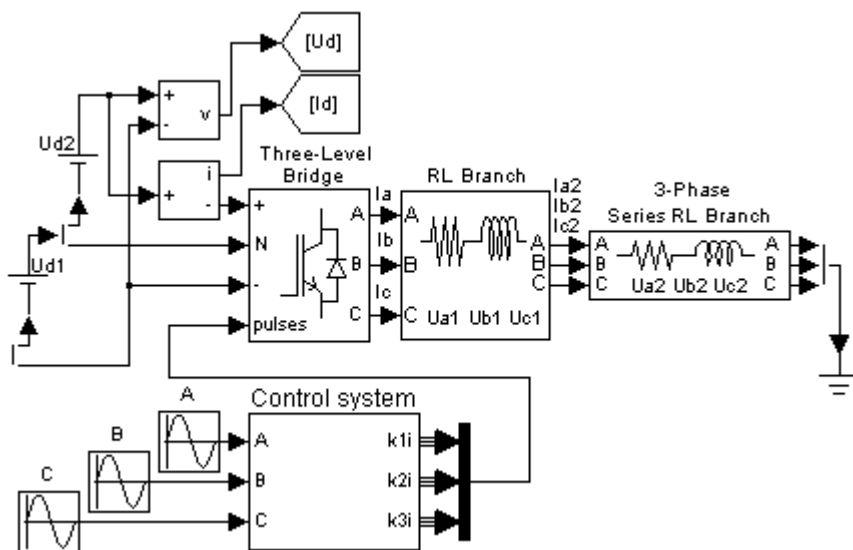 [Ud]
+
v
-
[Id]
Ud2
i
+
-
Three-Level
Bridge
+
N
-
pulses
A
B
C
Ia
Ib
Ic
RL Branch
A
B
C
A
B
C
Ua1 Ub1 Uc1
Ia2
Ib2
Ic2
3-Phase
Series RL Branch
A
B
C
A
B
C
Ua2 Ub2 Uc2
Ud1
Control system
A
B
C
A
B
C
k1i
k2i
k3i